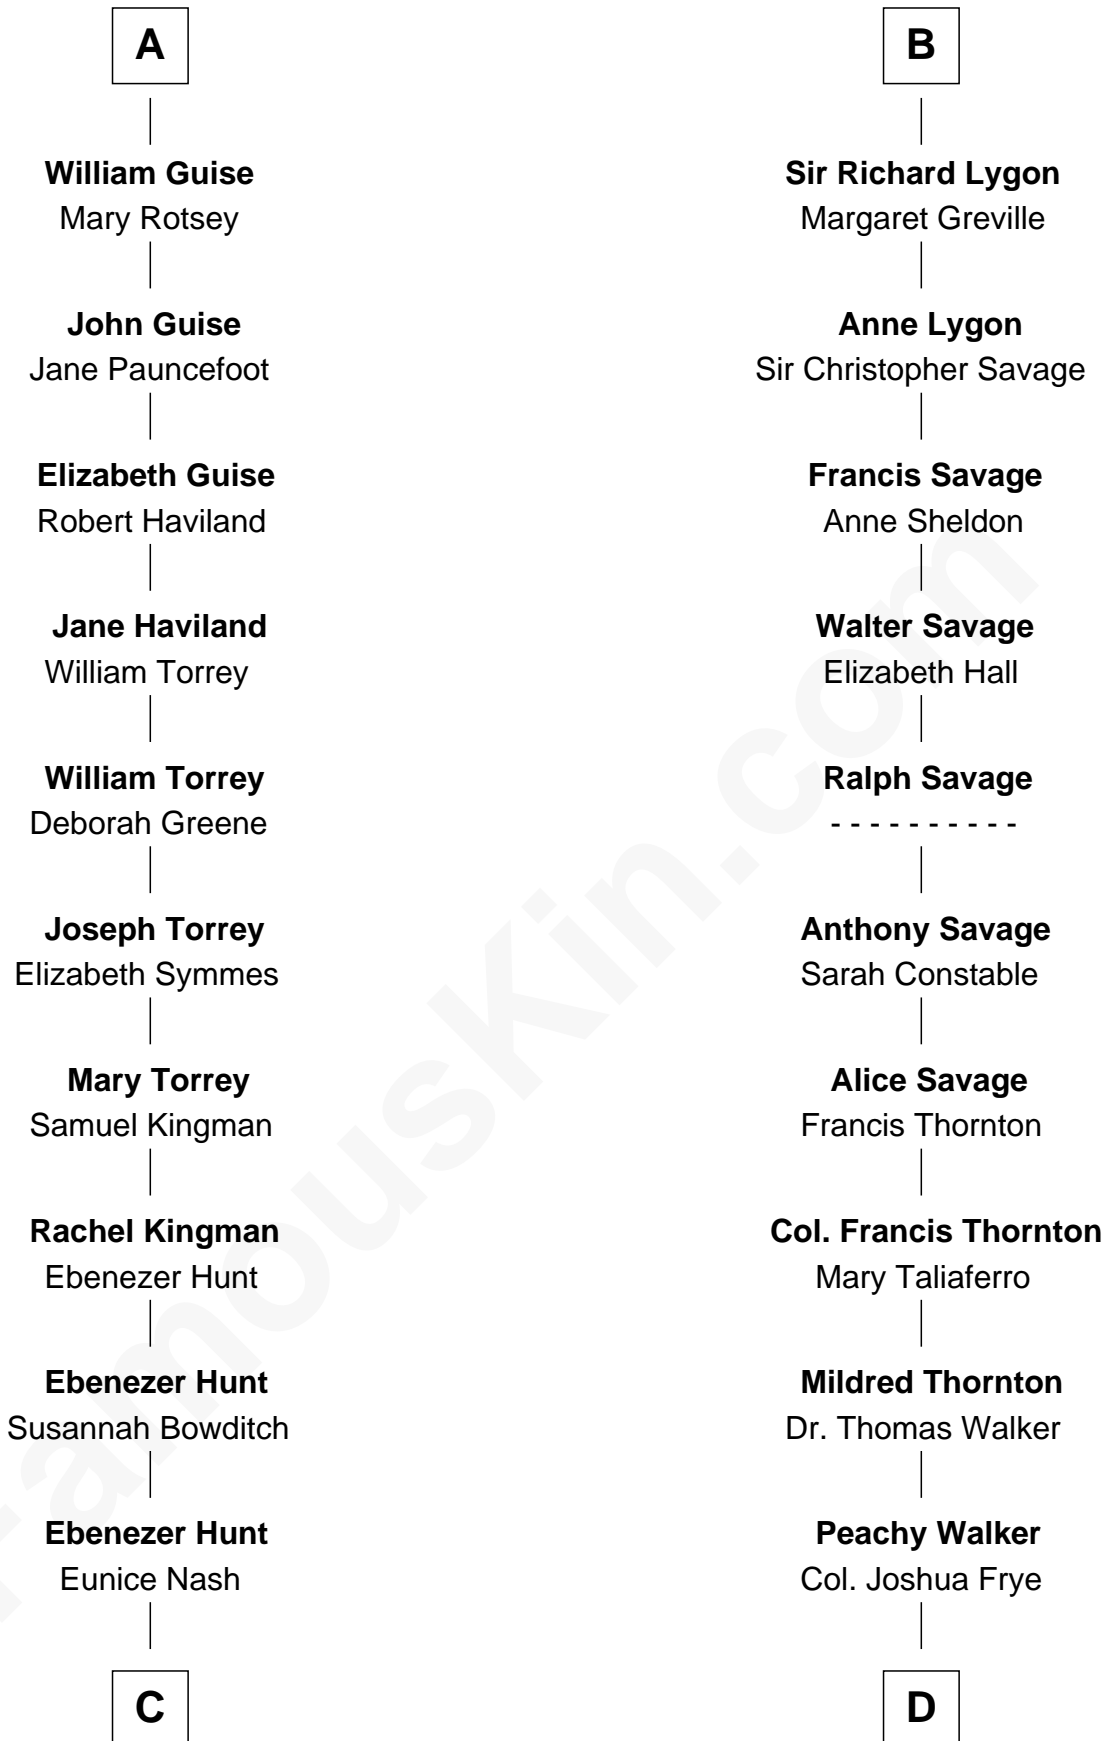 A
William Guise
Mary Rotsey
John Guise
Jane Pauncefoot
Elizabeth Guise
Robert Haviland
Jane Haviland
William Torrey
William Torrey
Deborah Greene
Joseph Torrey
Elizabeth Symmes
Mary Torrey
Samuel Kingman
Rachel Kingman
Ebenezer Hunt
Ebenezer Hunt
Susannah Bowditch
Ebenezer Hunt
Eunice Nash
C
B
Sir Richard Lygon
Margaret Greville
Anne Lygon
Sir Christopher Savage
Francis Savage
Anne Sheldon
Walter Savage
Elizabeth Hall
Ralph Savage
- - - - - - - - - -
Anthony Savage
Sarah Constable
Alice Savage
Francis Thornton
Col. Francis Thornton
Mary Taliaferro
Mildred Thornton
Dr. Thomas Walker
Peachy Walker
Col. Joshua Frye
D
FamousKin.com